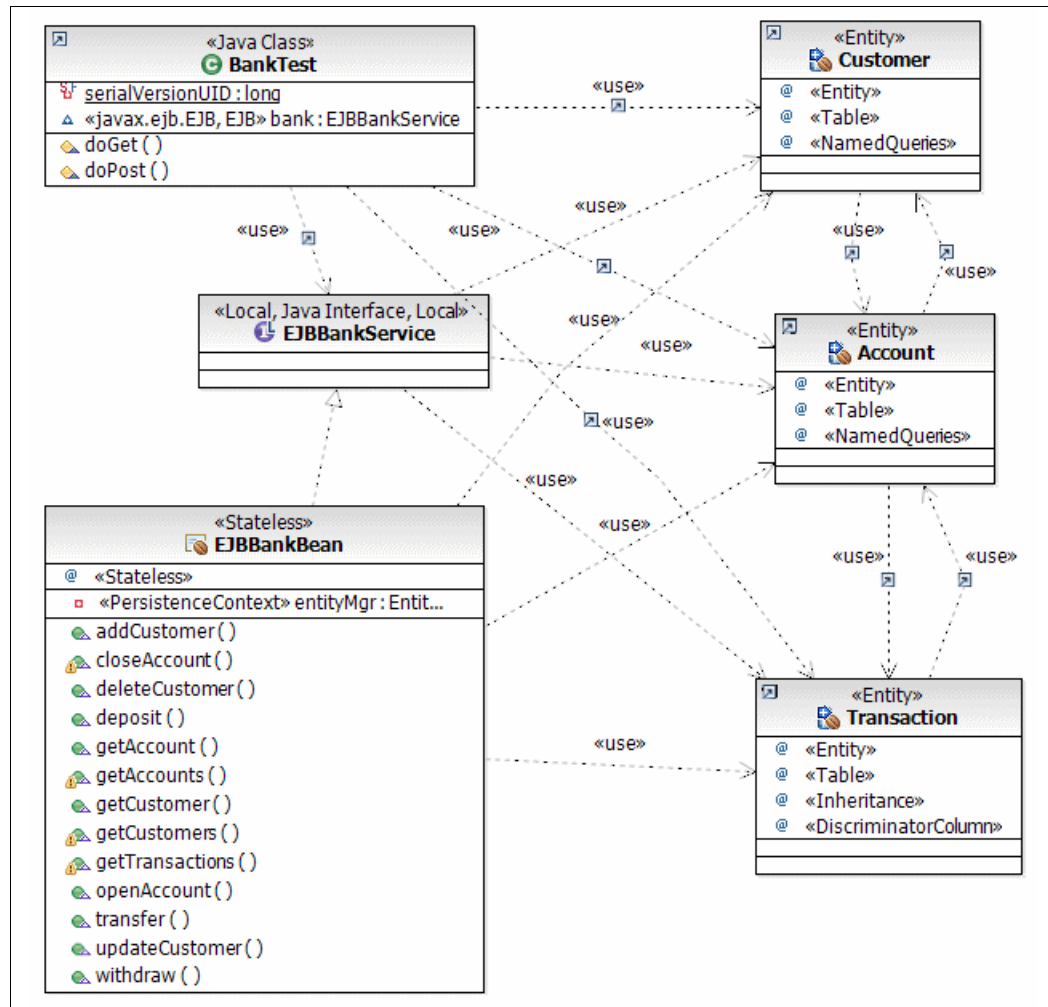 «Java Class»
BankTest
serialVersionUID : long
«javax.ejb.EJB, EJB» bank : EJBBankService
doGet ( )
doPost ( )
«use»
«Entity»
Customer
«Entity»
«Table»
«NamedQueries»
«use»
«use»
«use»
«use»
«use»
«Local, Java Interface, Local»
EJBBankService
«use»
«use»
«Entity»
Account
«Entity»
«Table»
«NamedQueries»
«use»
«use»
«use»
«use»
«use»
«Stateless»
EJBBankBean
«Stateless»
«PersistenceContext» entityMgr : Entit...
addCustomer ( )
closeAccount ( )
deleteCustomer ( )
deposit ( )
getAccount ( )
getAccounts ( )
getCustomer ( )
getCustomers ( )
getTransactions ( )
openAccount ( )
transfer ( )
updateCustomer ( )
withdraw ( )
«use»
«Entity»
Transaction
«Entity»
«Table»
«Inheritance»
«DiscriminatorColumn»